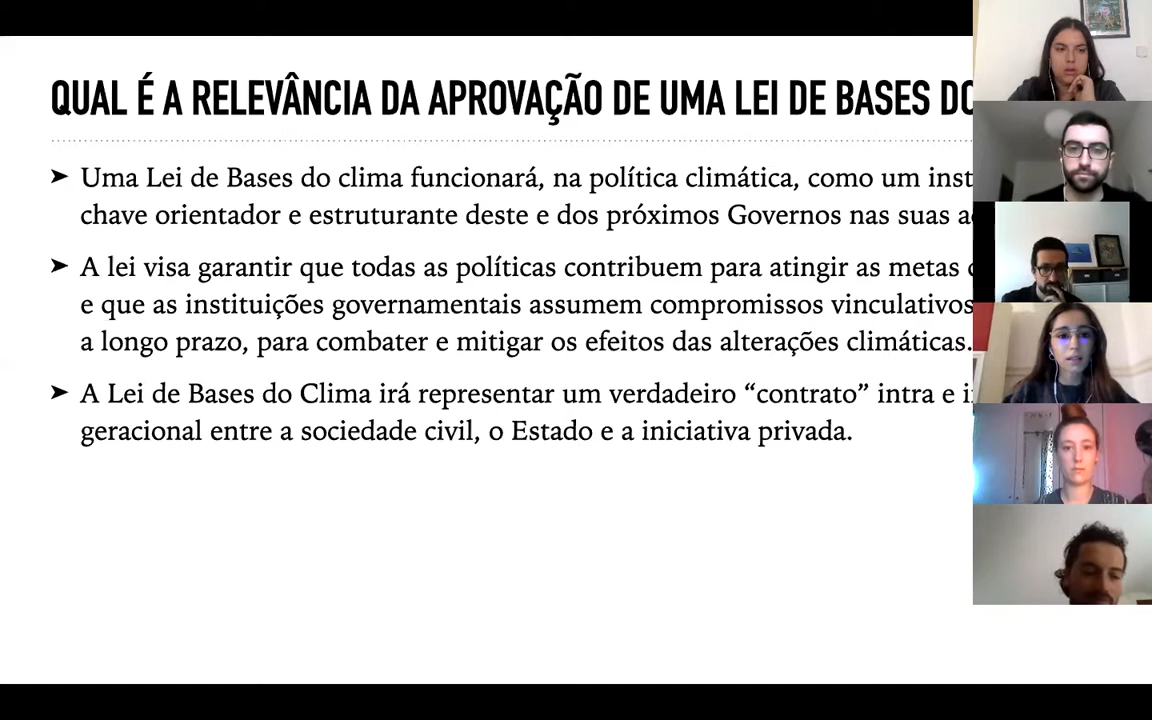 QUAL É A RELEVÂNCIA DA APROVAÇÃO DE UMA LEI DE BASES
➤ Uma Lei de Bases do clima funcionará, na política climática, como um
chave orientador e estruturante deste e dos próximos Governos nas suas
➤ A lei visa garantir que todas as políticas contribuem para atingir as metas
e que as instituições governamentais assumem compromissos vinculativos
a longo prazo, para combater e mitigar os efeitos das alterações climáticas.
➤ A Lei de Bases do Clima irá representar um verdadeiro “contrato” intra e
geracional entre a sociedade civil, o Estado e a iniciativa privada.